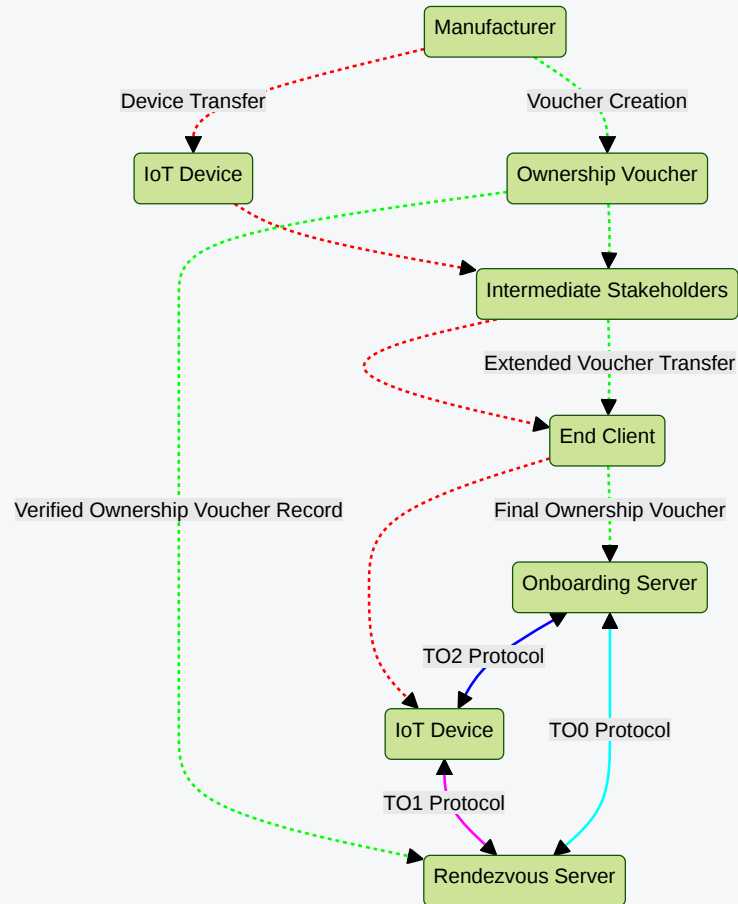 Manufacturer
Device Transfer
Voucher Creation
IoT Device
Ownership Voucher
Intermediate Stakeholders
Extended Voucher Transfer
End Client
Verified Ownership Voucher Record
Final Ownership Voucher
Onboarding Server
TO2 Protocol
IoT Device
TO0 Protocol
TO1 Protocol
Rendezvous Server